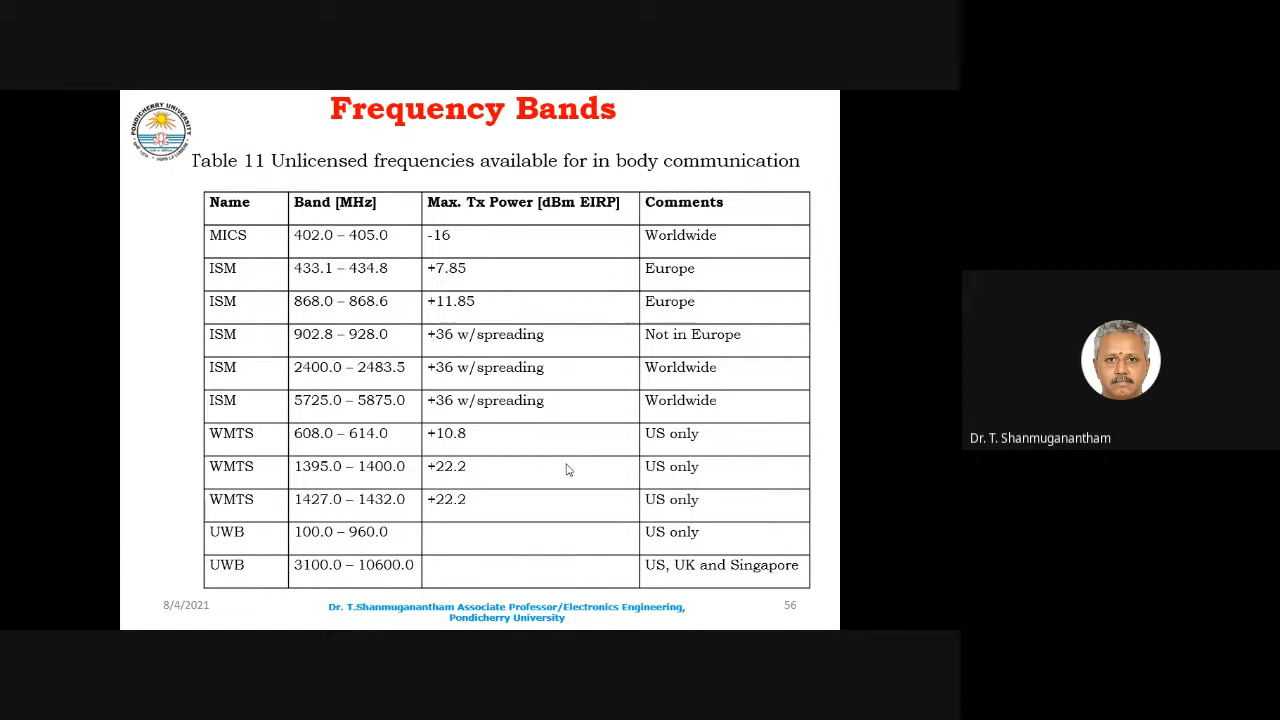 Frequency Bands
PONDICHERRY UNIVERSITY
Table 11 Unlicensed frequencies available for in body communication
Name Band [MHz] Max. Tx Power [dBm EIRP] Comments
MICS 402.0 – 405.0 -16 Worldwide
ISM 433.1 – 434.8 +7.85 Europe
ISM 868.0 – 868.6 +11.85 Europe
ISM 902.8 – 928.0 +36 w/spreading Not in Europe
ISM 2400.0 – 2483.5 +36 w/spreading Worldwide
ISM 5725.0 – 5875.0 +36 w/spreading Worldwide
WMTS 608.0 – 614.0 +10.8 US only
WMTS 1395.0 – 1400.0 +22.2 US only
WMTS 1427.0 – 1432.0 +22.2 US only
UWB 100.0 – 960.0 US only
UWB 3100.0 – 10600.0 US, UK and Singapore
8/4/2021
Dr. T.Shanmuganantham Associate Professor/Electronics Engineering,
Pondicherry University
56
Dr. T. Shanmuganantham